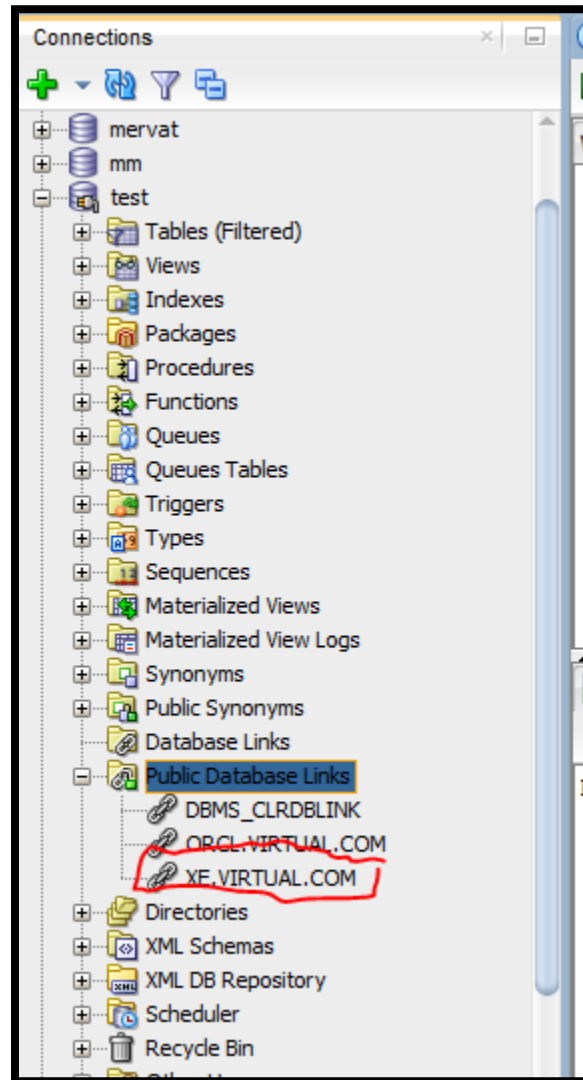 Connections
mervat
mm
test
Tables (Filtered)
Views
Indexes
Packages
Procedures
Functions
Queues
Queues Tables
Triggers
Types
Sequences
Materialized Views
Materialized View Logs
Synonyms
Public Synonyms
Database Links
Public Database Links
DBMS_CLRDBLINK
ORCL.VIRTUAL.COM
XE.VIRTUAL.COM
Directories
XML Schemas
XML DB Repository
Scheduler
Recycle Bin